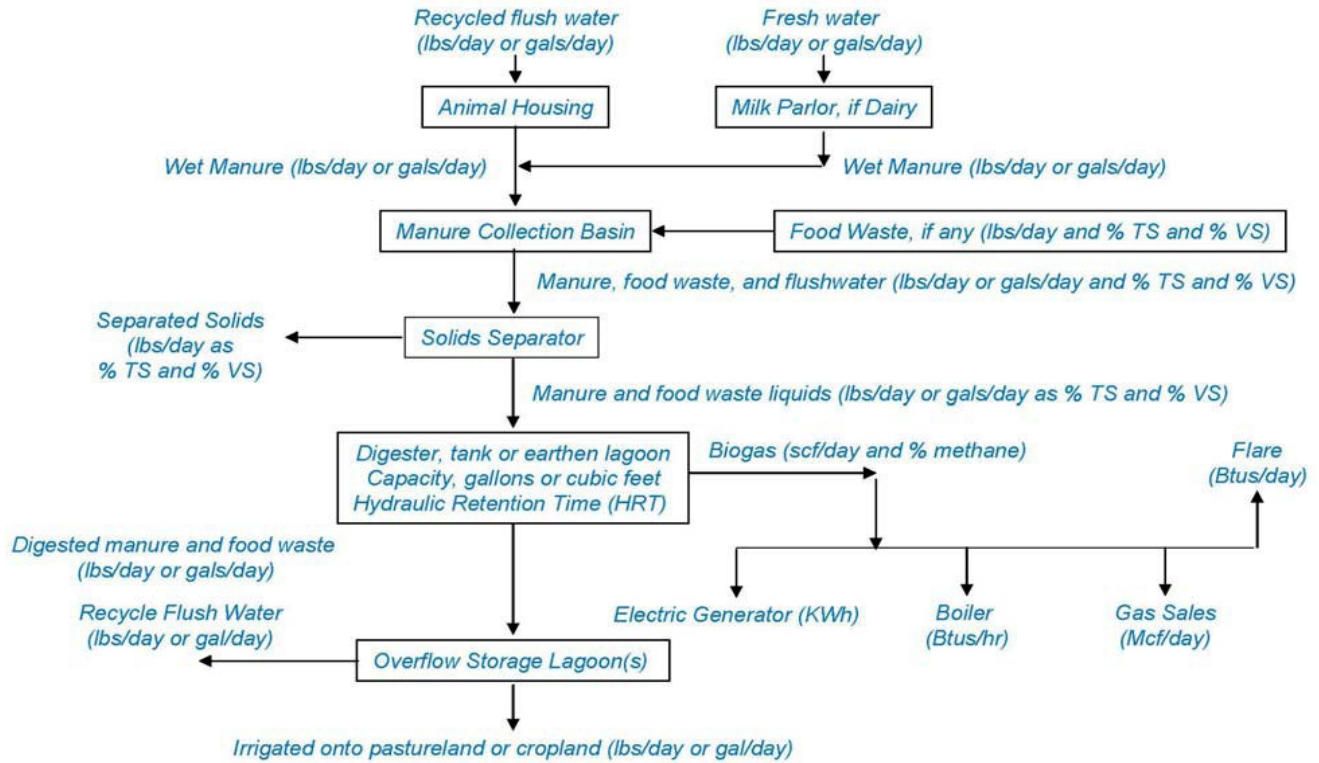 Recycled flush water
(lbs/day or gals/day)
Fresh water
(lbs/day or gals/day)
Animal Housing
Milk Parlor, if Dairy
Wet Manure (lbs/day or gals/day)
Wet Manure (lbs/day or gals/day)
Manure Collection Basin
Food Waste, if any (lbs/day and % TS and % VS)
Manure, food waste, and flushwater (lbs/day or gals/day and % TS and % VS)
Separated Solids
(lbs/day as
% TS and % VS)
Solids Separator
Manure and food waste liquids (lbs/day or gals/day as % TS and % VS)
Digester, tank or earthen lagoon
Capacity, gallons or cubic feet
Hydraulic Retention Time (HRT)
Biogas (scf/day and % methane)
Flare
(Btus/day)
Digested manure and food waste
(lbs/day or gals/day)
Electric Generator (KWh)
Boiler
(Btus/hr)
Gas Sales
(Mcf/day)
Recycle Flush Water
(lbs/day or gal/day)
Overflow Storage Lagoon(s)
Irrigated onto pastureland or cropland (lbs/day or gal/day)